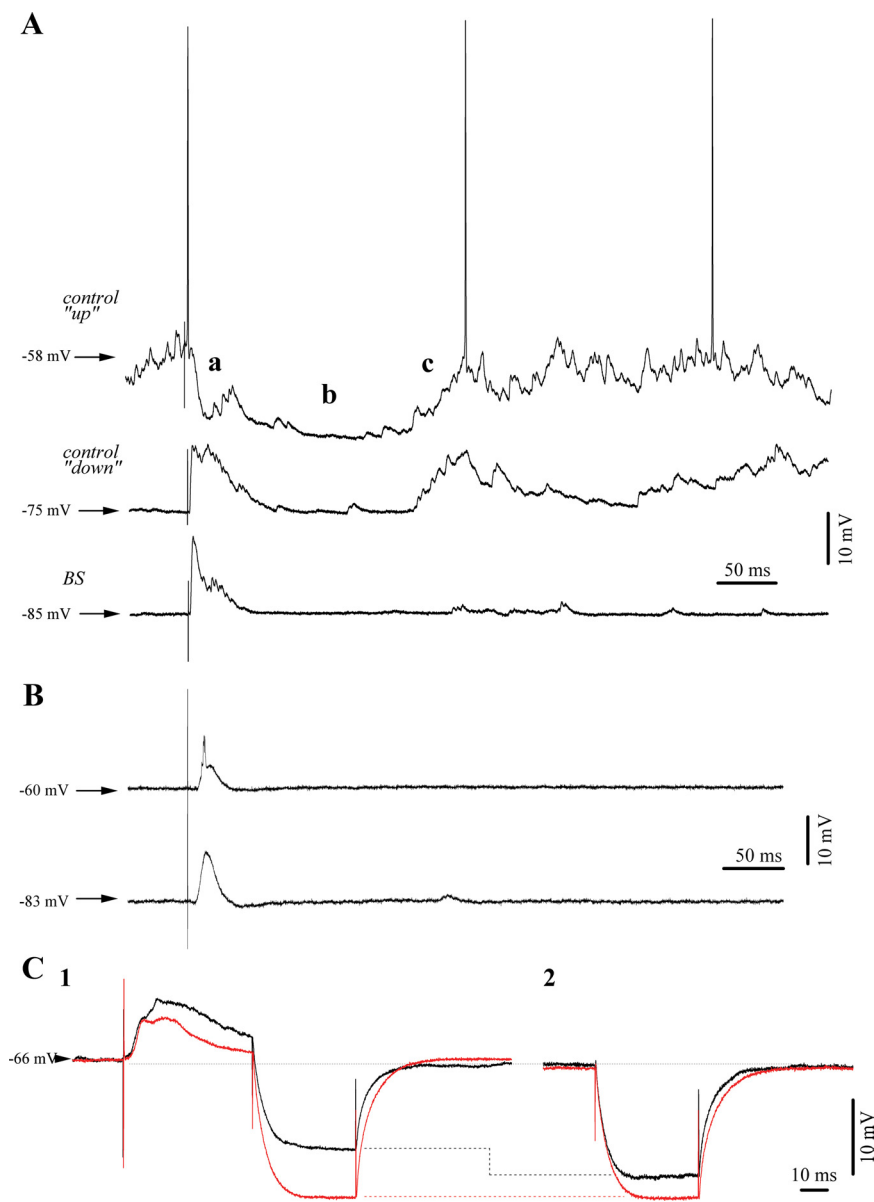 A
control
"up"
-58 mV
a
b
c
control
"down"
-75 mV
10 mV
50 ms
BS
-85 mV
B
-60 mV
10 mV
50 ms
-83 mV
C
1
2
-66 mV
10 mV
10 ms